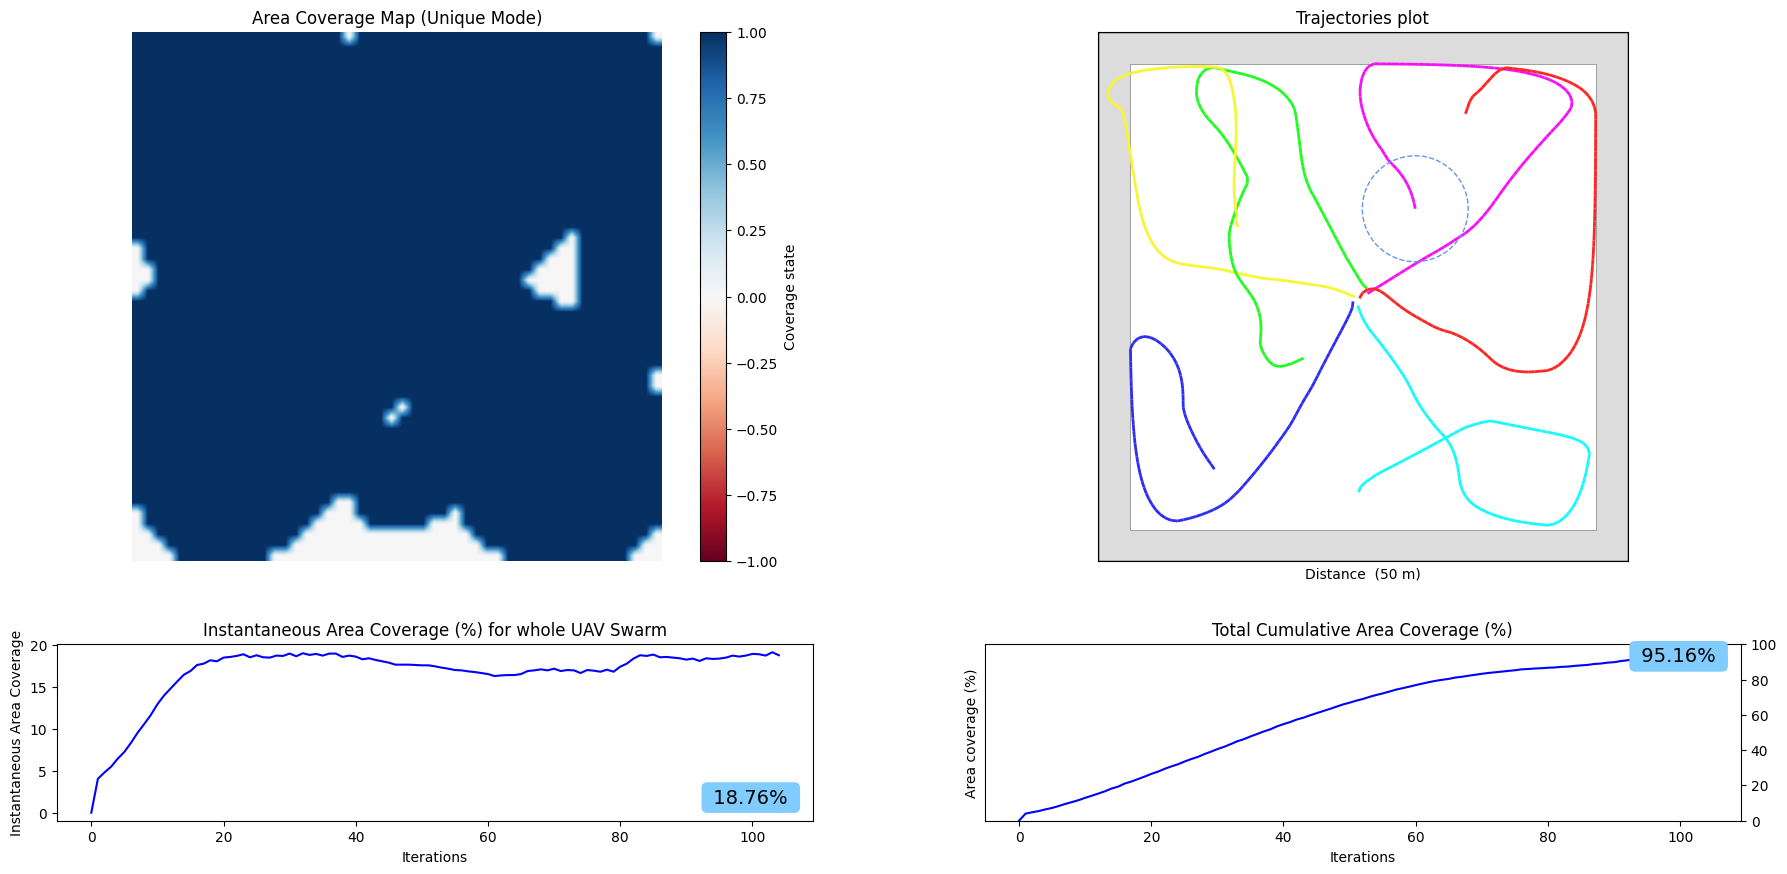 Area Coverage Map (Unique Mode)
1.00
0.75
0.50
0.25
0.00
−0.25
−0.50
−0.75
−1.00
Coverage state
Trajectories plot
Distance  (50 m)
Instantaneous Area Coverage (%) for whole UAV Swarm
Instantaneous Area Coverage
20
15
10
5
0
18.76%
0 20 40 60 80 100
Iterations
Total Cumulative Area Coverage (%)
Area coverage (%)
95.16%
100
80
60
40
20
0
0 20 40 60 80 100
Iterations